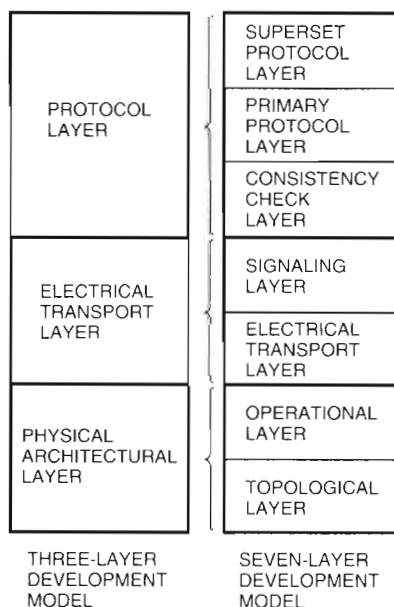 PROTOCOL
LAYER
ELECTRICAL
TRANSPORT
LAYER
PHYSICAL
ARCHITECTURAL
LAYER
THREE-LAYER
DEVELOPMENT
MODEL
SUPERSET
PROTOCOL
LAYER
PRIMARY
PROTOCOL
LAYER
CONSISTENCY
CHECK
LAYER
SIGNALING
LAYER
ELECTRICAL
TRANSPORT
LAYER
OPERATIONAL
LAYER
TOPOLOGICAL
LAYER
SEVEN-LAYER
DEVELOPMENT
MODEL